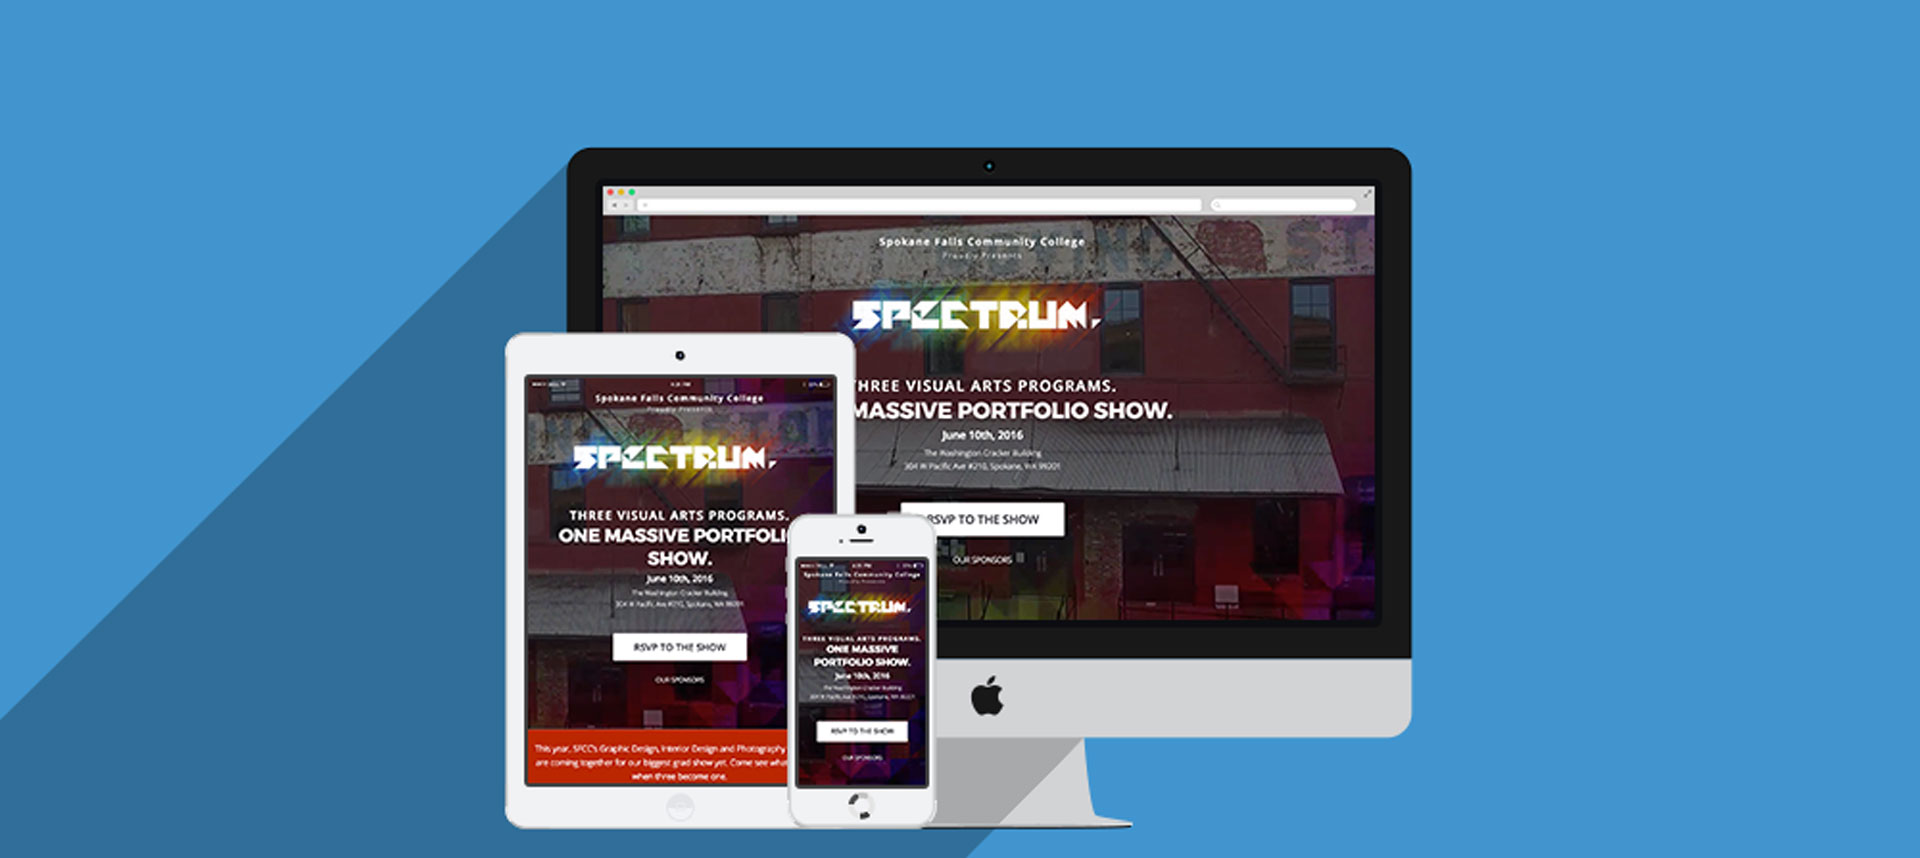 Spokane Falls Community College
Proudly Presents
SPECTRUM.
THREE VISUAL ARTS PROGRAMS.
MASSIVE PORTFOLIO SHOW.
June 10th, 2016
The Washington Cracker Building
304 W Pacific Ave #210, Spokane, WA 99201
RSVP TO THE SHOW
OUR SPONSORS
Spokane Falls Community College
Proudly Presents
SPECTRUM.
THREE VISUAL ARTS PROGRAMS.
ONE MASSIVE PORTFOLI
SHOW.
June 10th, 2016
The Washington Cracker Building
304 W Pacific Ave #210, Spokane, WA 99201
RSVP TO THE SHOW
OUR SPONSORS
This year, SFCC's Graphic Design, Interior Design and Photography
are coming together for our biggest grad show yet. Come see what
when three become one.
Spokane Falls Community College
Proudly Presents
SPECTRUM.
THREE VISUAL ARTS PROGRAMS.
ONE MASSIVE
PORTFOLIO SHOW.
June 10th, 2016
The Washington Cracker Building
304 W Pacific Ave #210, Spokane, WA 99201
RSVP TO THE SHOW
OUR SPONSORS